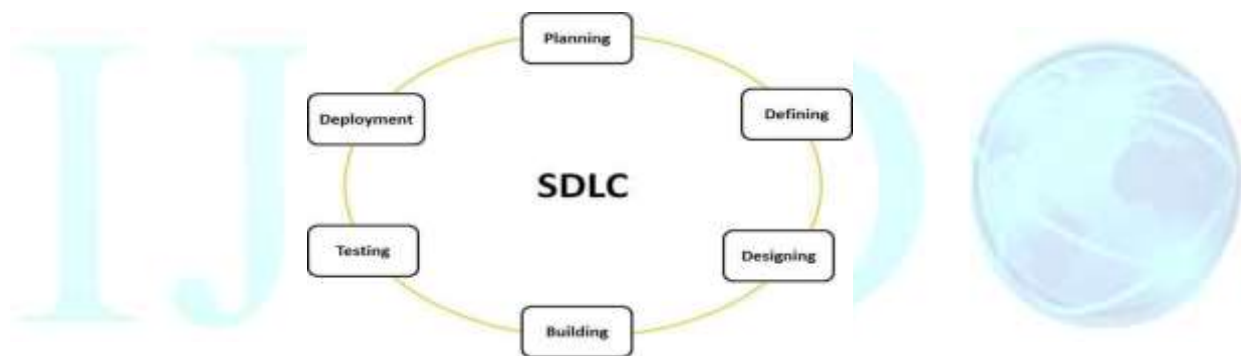 Planning
Defining
Designing
Building
Testing
Deployment
SDLC